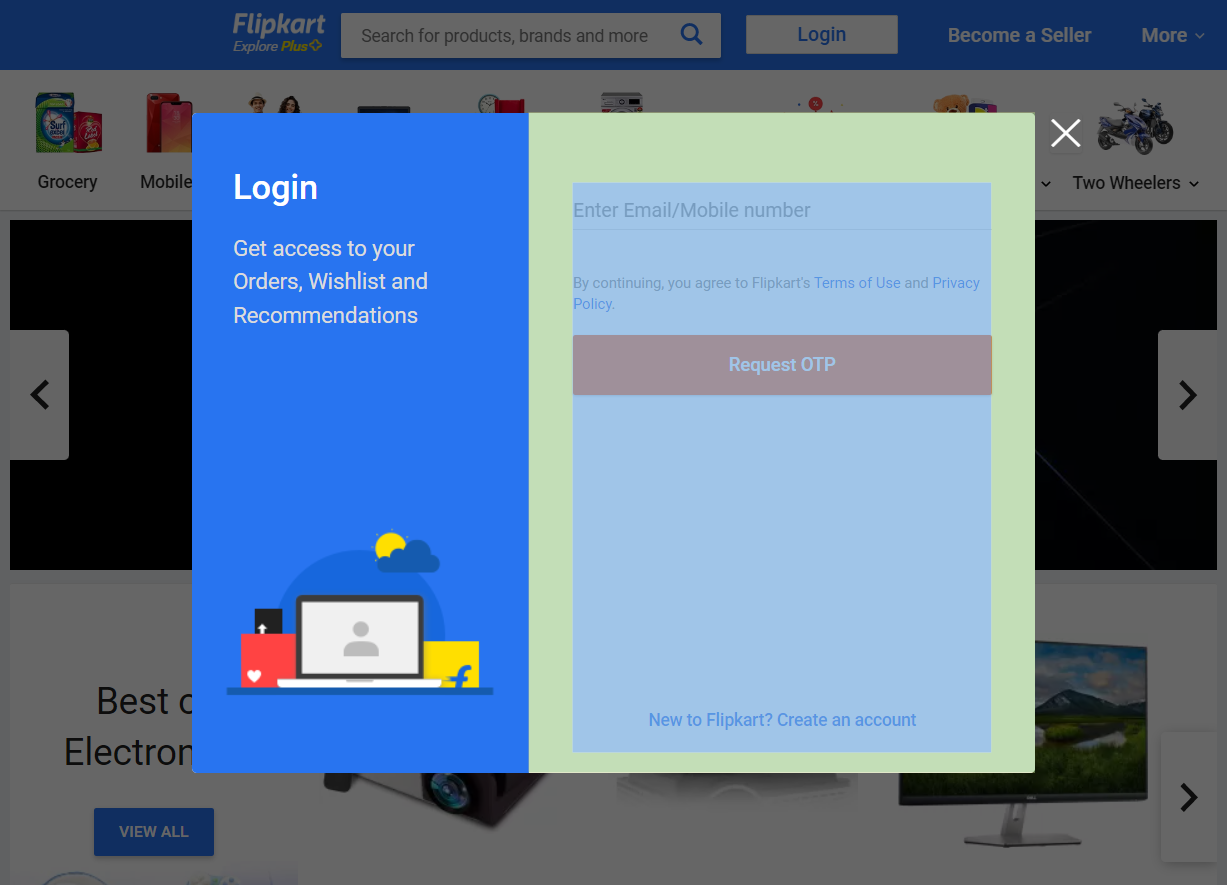 Flipkart
Explore Plus
Search for products, brands and more
Login
Become a Seller
More
Surf excel
Grocery
Mobile
Two Wheelers
Login
Get access to your
Orders, Wishlist and
Recommendations
Enter Email/Mobile number
By continuing, you agree to Flipkart's Terms of Use and Privacy
Policy.
Request OTP
New to Flipkart? Create an account
Best o
Electron
VIEW ALL